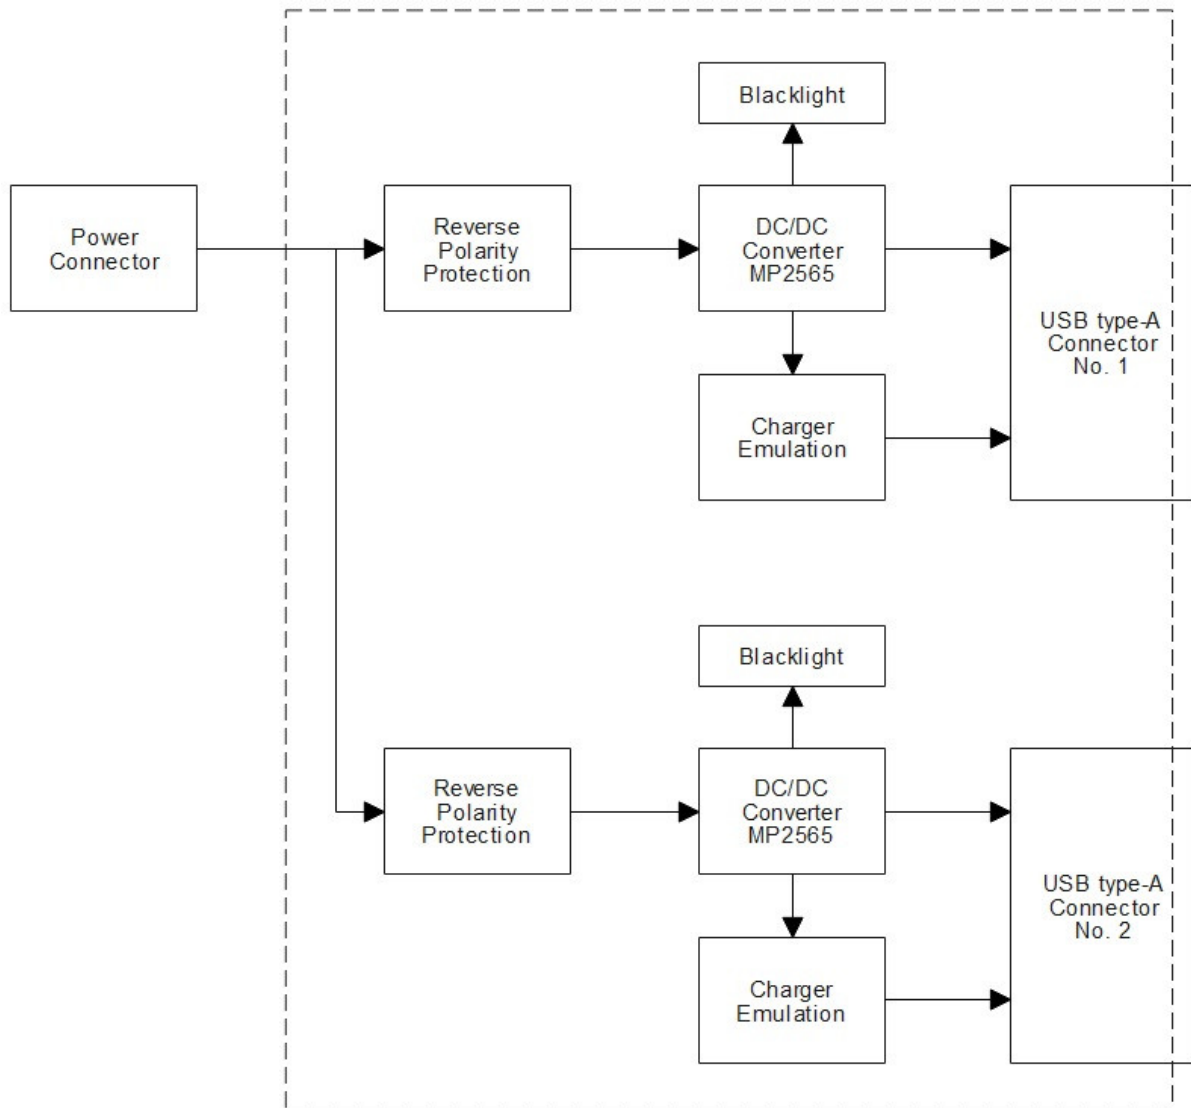 Blacklight
Power
Connector
Reverse
Polarity
Protection
DC/DC
Converter
MP2565
USB type-A
Connector
No. 1
Charger
Emulation
Blacklight
Reverse
Polarity
Protection
DC/DC
Converter
MP2565
USB type-A
Connector
No. 2
Charger
Emulation